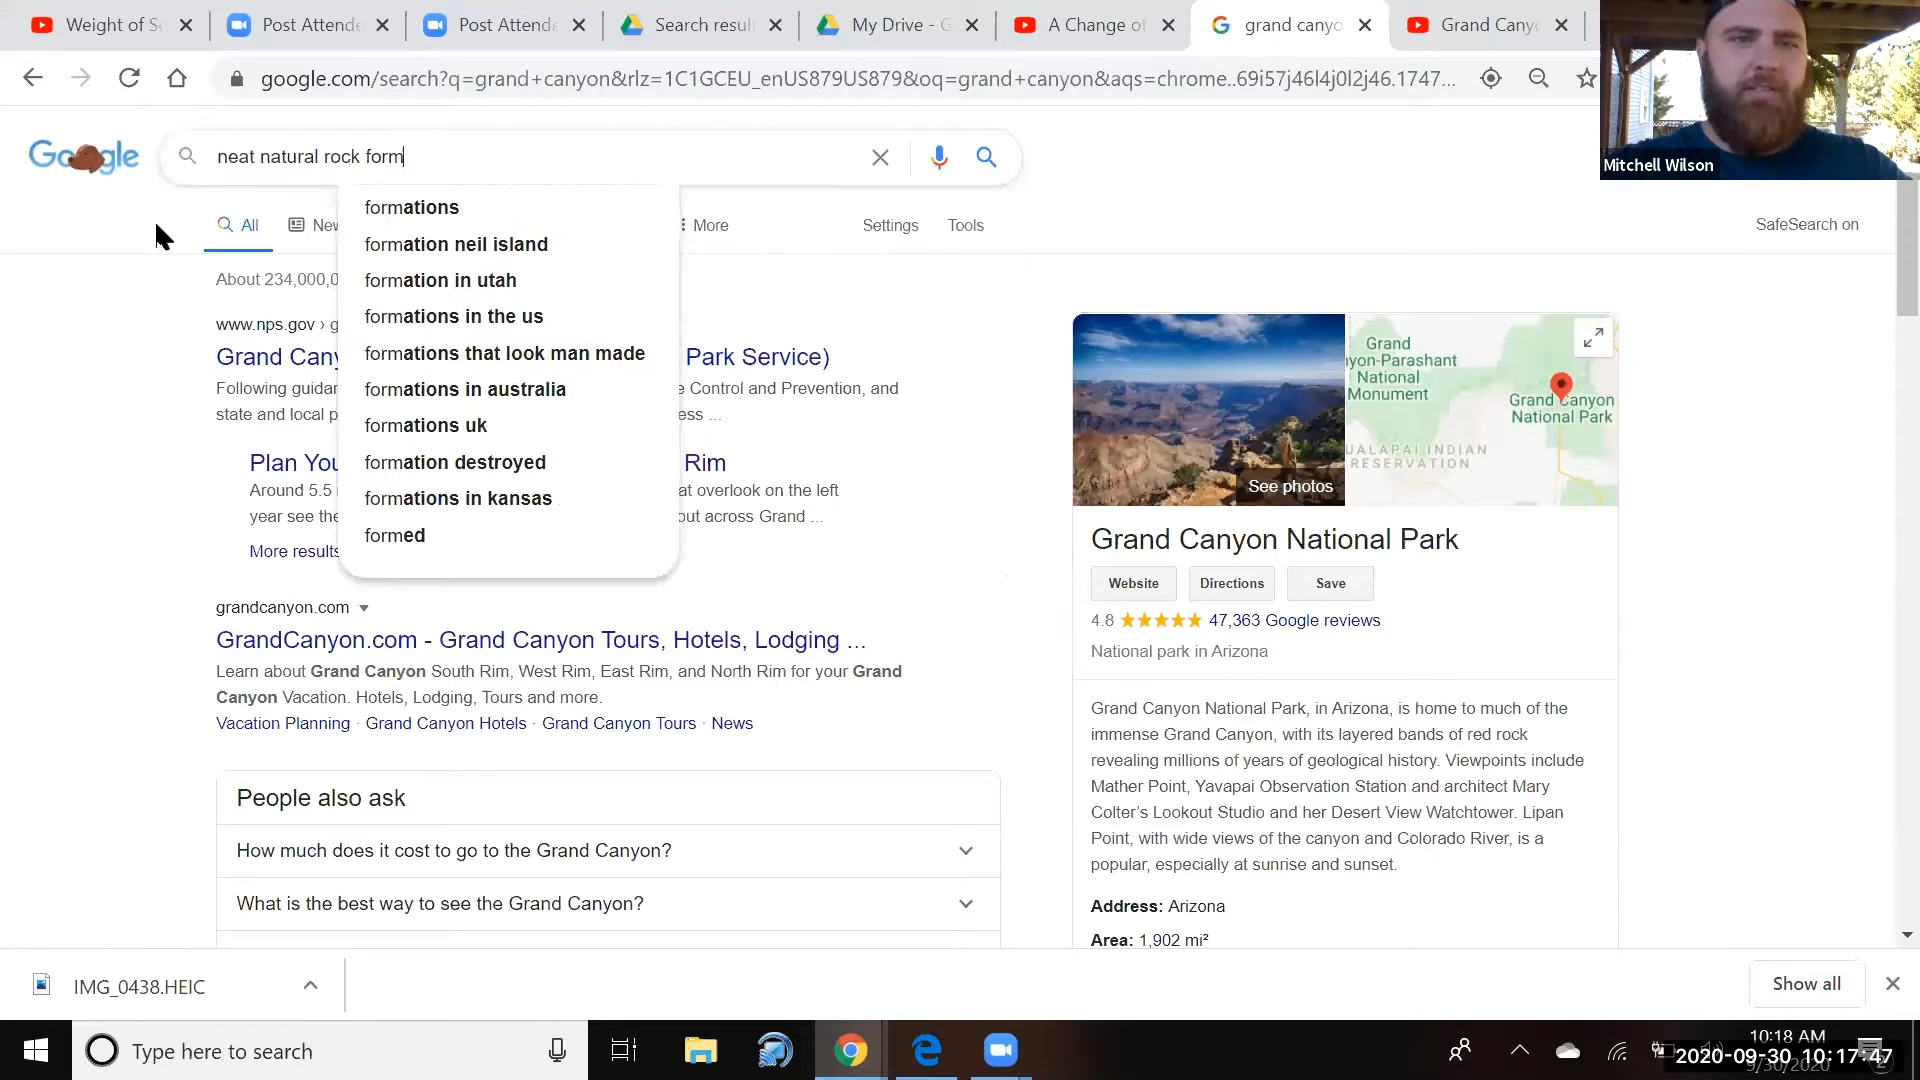 Weight of S
Post Attende
Post Attende
Search resul
My Drive - G
A Change of
grand canyo
Grand Cany
google.com/search?q=grand+canyon&rlz=1C1GCEU_enUS879US879&oq=grand+canyon&aqs=chrome..69i57j46l4j0l2j46.1747...
Mitchell Wilson
Google
neat natural rock form
All
New
More
Settings
Tools
SafeSearch on
formations
formation neil island
formation in utah
formations in the us
formations that look man made
formations in australia
formations uk
formation destroyed
formations in kansas
formed
About 234,000,0
www.nps.gov › g
Grand Cany Park Service)
Following guidan e Control and Prevention, and
state and local p ess ...
Plan You Rim
Around 5.5 at overlook on the left
year see the out across Grand ...
More results
grandcanyon.com
GrandCanyon.com - Grand Canyon Tours, Hotels, Lodging ...
Learn about Grand Canyon South Rim, West Rim, East Rim, and North Rim for your Grand
Canyon Vacation. Hotels, Lodging, Tours and more.
Vacation Planning · Grand Canyon Hotels · Grand Canyon Tours · News
People also ask
How much does it cost to go to the Grand Canyon?
What is the best way to see the Grand Canyon?
See photos
Grand
nyon-Parashant
National
Monument
Grand Canyon
National Park
UALAPAI INDIAN
RESERVATION
Grand Canyon National Park
Website
Directions
Save
4.8 47,363 Google reviews
National park in Arizona
Grand Canyon National Park, in Arizona, is home to much of the
immense Grand Canyon, with its layered bands of red rock
revealing millions of years of geological history. Viewpoints include
Mather Point, Yavapai Observation Station and architect Mary
Colter's Lookout Studio and her Desert View Watchtower. Lipan
Point, with wide views of the canyon and Colorado River, is a
popular, especially at sunrise and sunset.
Address: Arizona
Area: 1,902 mi²
IMG_0438.HEIC
Show all
Type here to search
10:18 AM
2020-09-30 10:17:47
9/30/2020
2